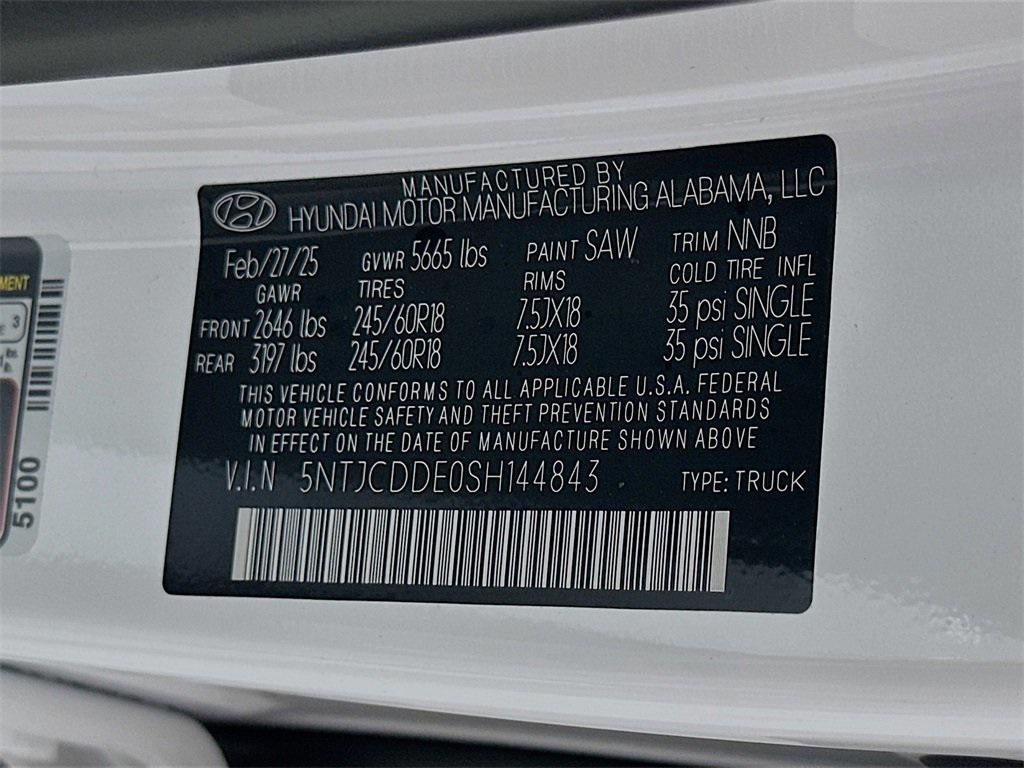 MANUFACTURED BY
HYUNDAI MOTOR MANUFACTURING ALABAMA, LLC
Feb/27/25 GVWR 5665 lbs PAINT SAW TRIM NNB
GAWR TIRES RIMS COLD TIRE INFL
FRONT 2646 lbs 245/60R18 7.5JX18 35 psi SINGLE
REAR 3197 lbs 245/60R18 7.5JX18 35 psi SINGLE
THIS VEHICLE CONFORMS TO ALL APPLICABLE U.S.A. FEDERAL
MOTOR VEHICLE SAFETY AND THEFT PREVENTION STANDARDS
IN EFFECT ON THE DATE OF MANUFACTURE SHOWN ABOVE
V.I.N 5NTJCDDE0SH144843 TYPE: TRUCK
3
5100